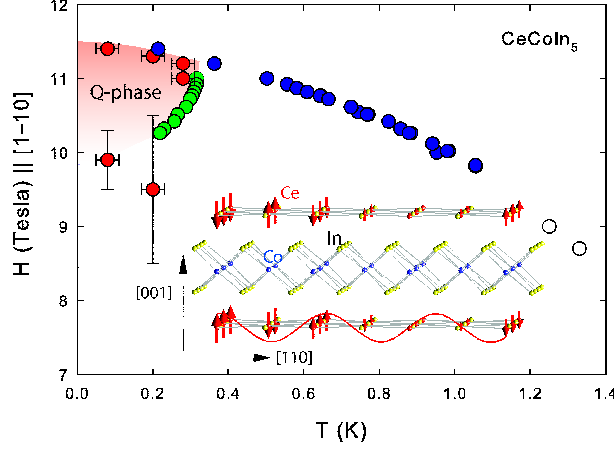 12
11
10
9
8
7
H (Tesla) || [1–10]
CeCoIn5
Q-phase
Ce
In
Co
[001]
[110]
0.0 0.2 0.4 0.6 0.8 1.0 1.2 1.4
T (K)